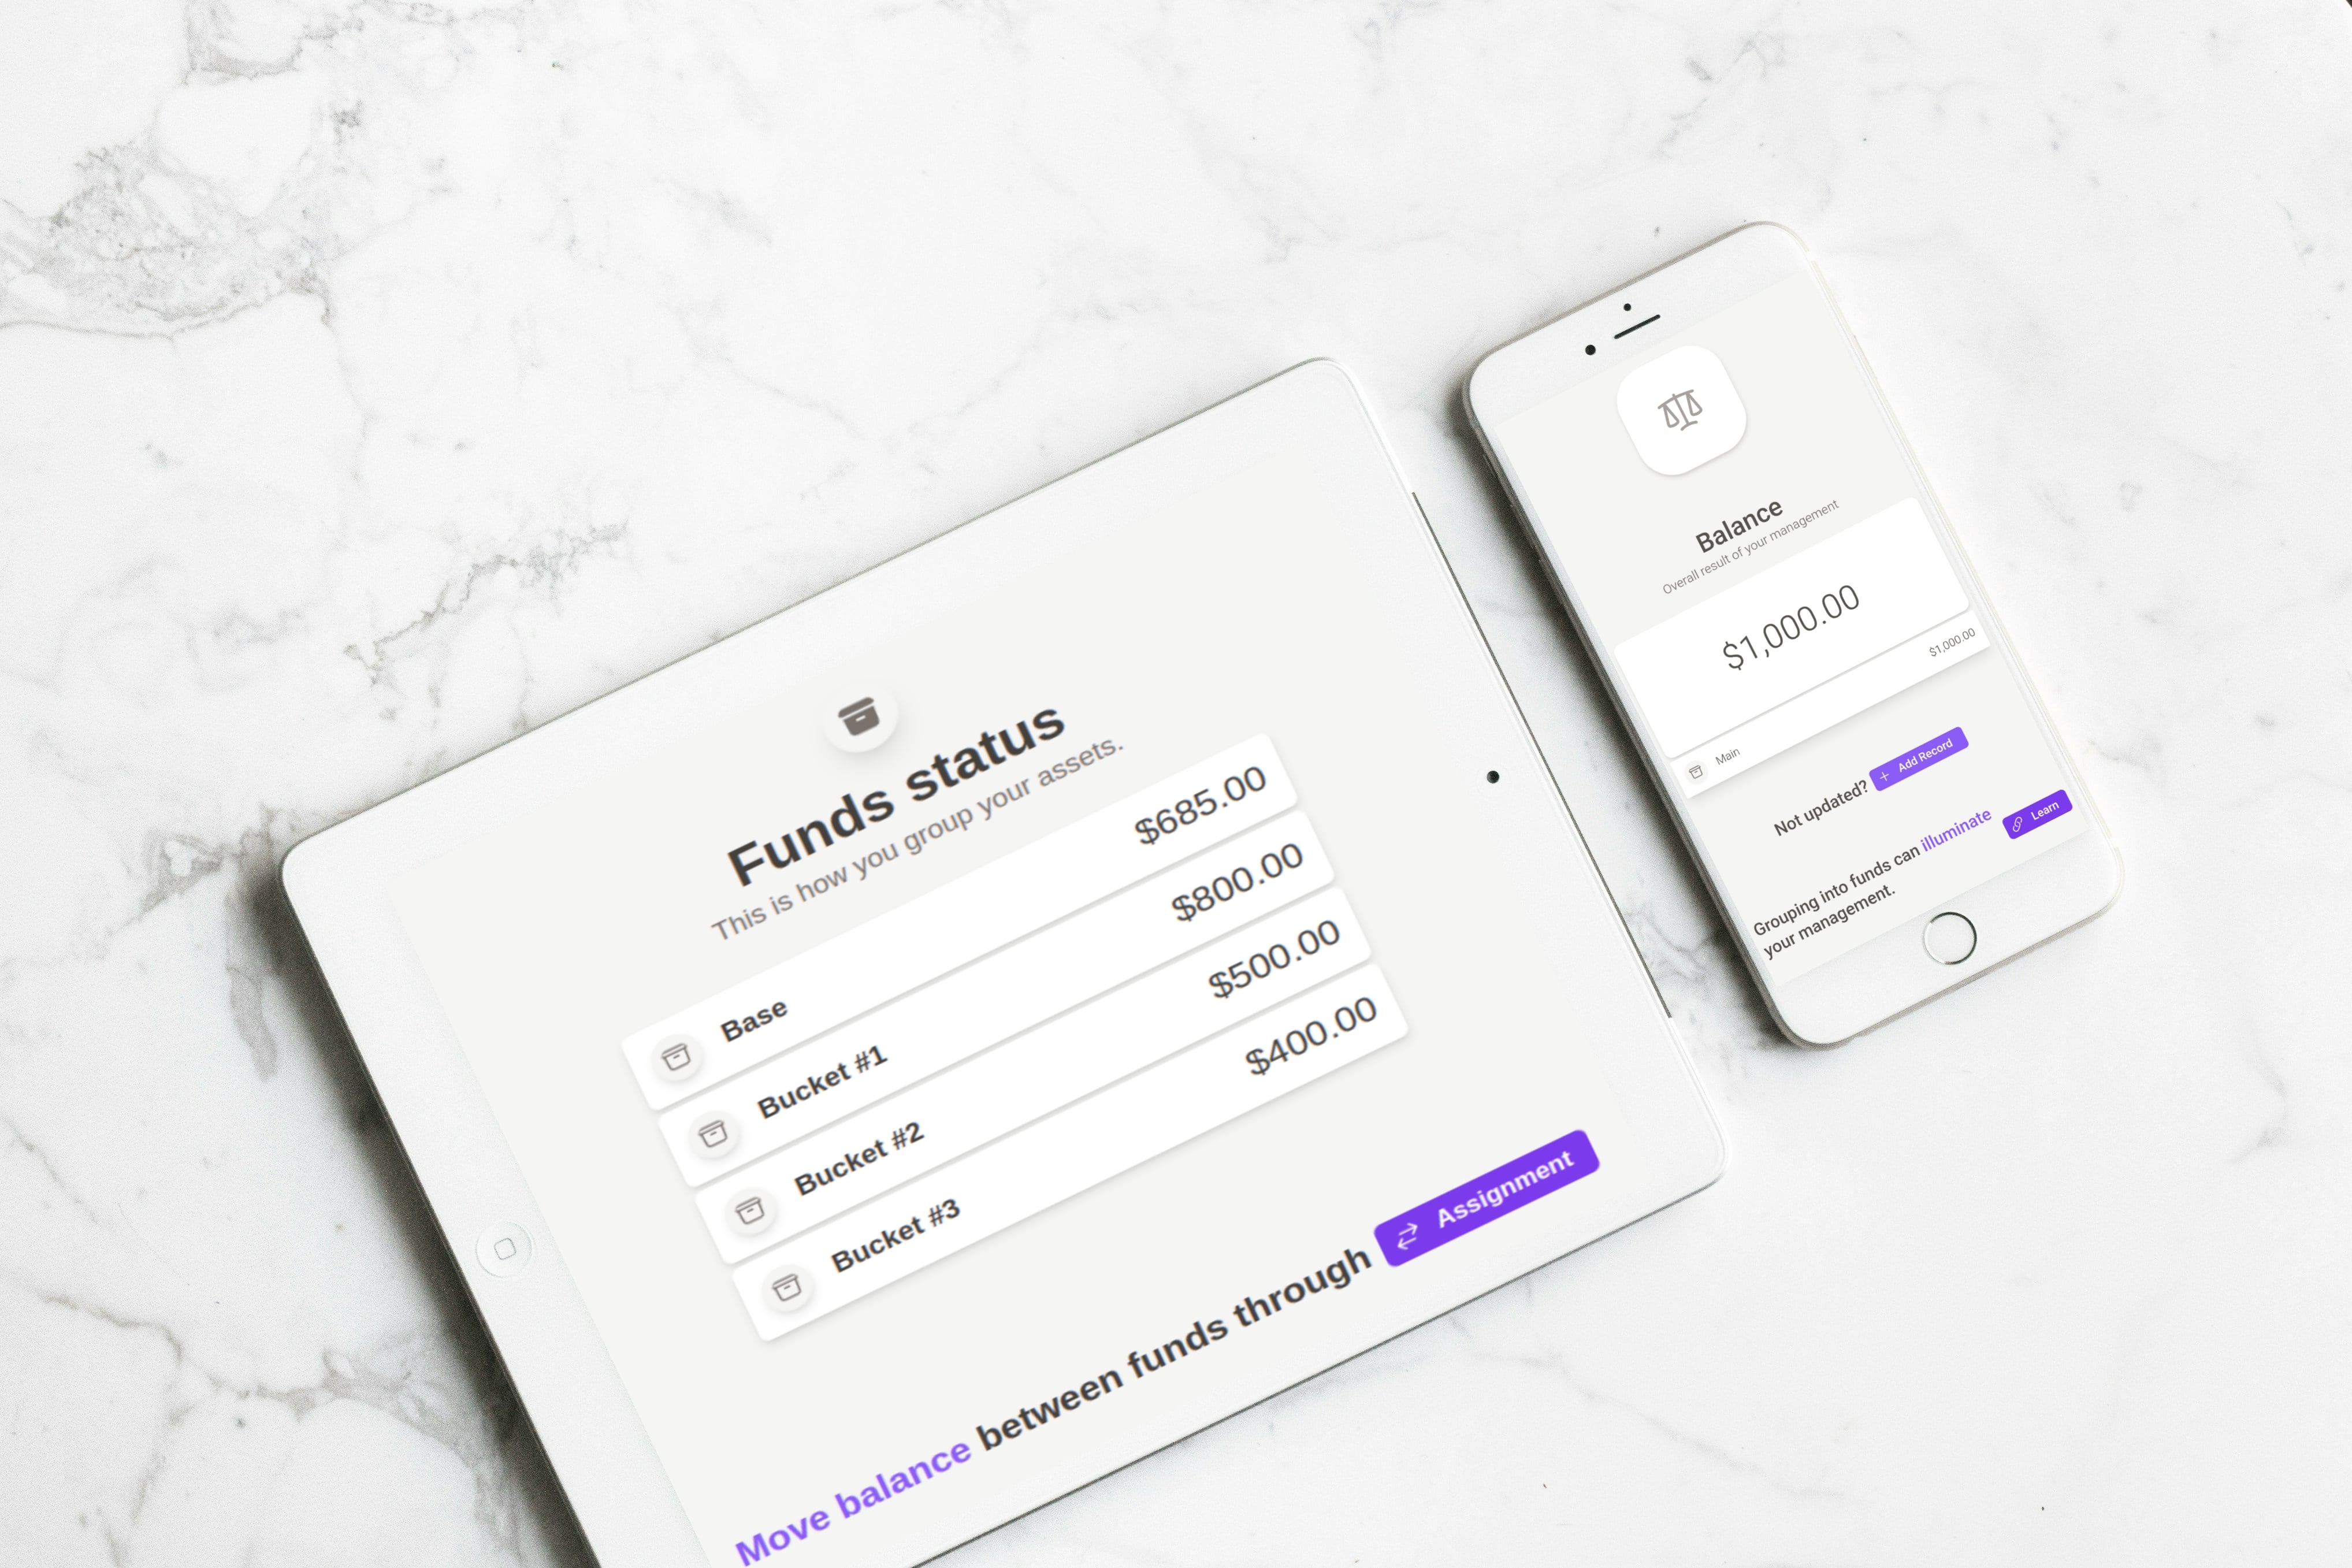 Funds status
This is how you group your assets.
Base $685.00
Bucket #1 $800.00
Bucket #2 $500.00
Bucket #3 $400.00
Move balance between funds through Assignment
Balance
Overall result of your management
$1,000.00
Main $1,000.00
Not updated? + Add Record
Grouping into funds can illuminate
your management.
Learn